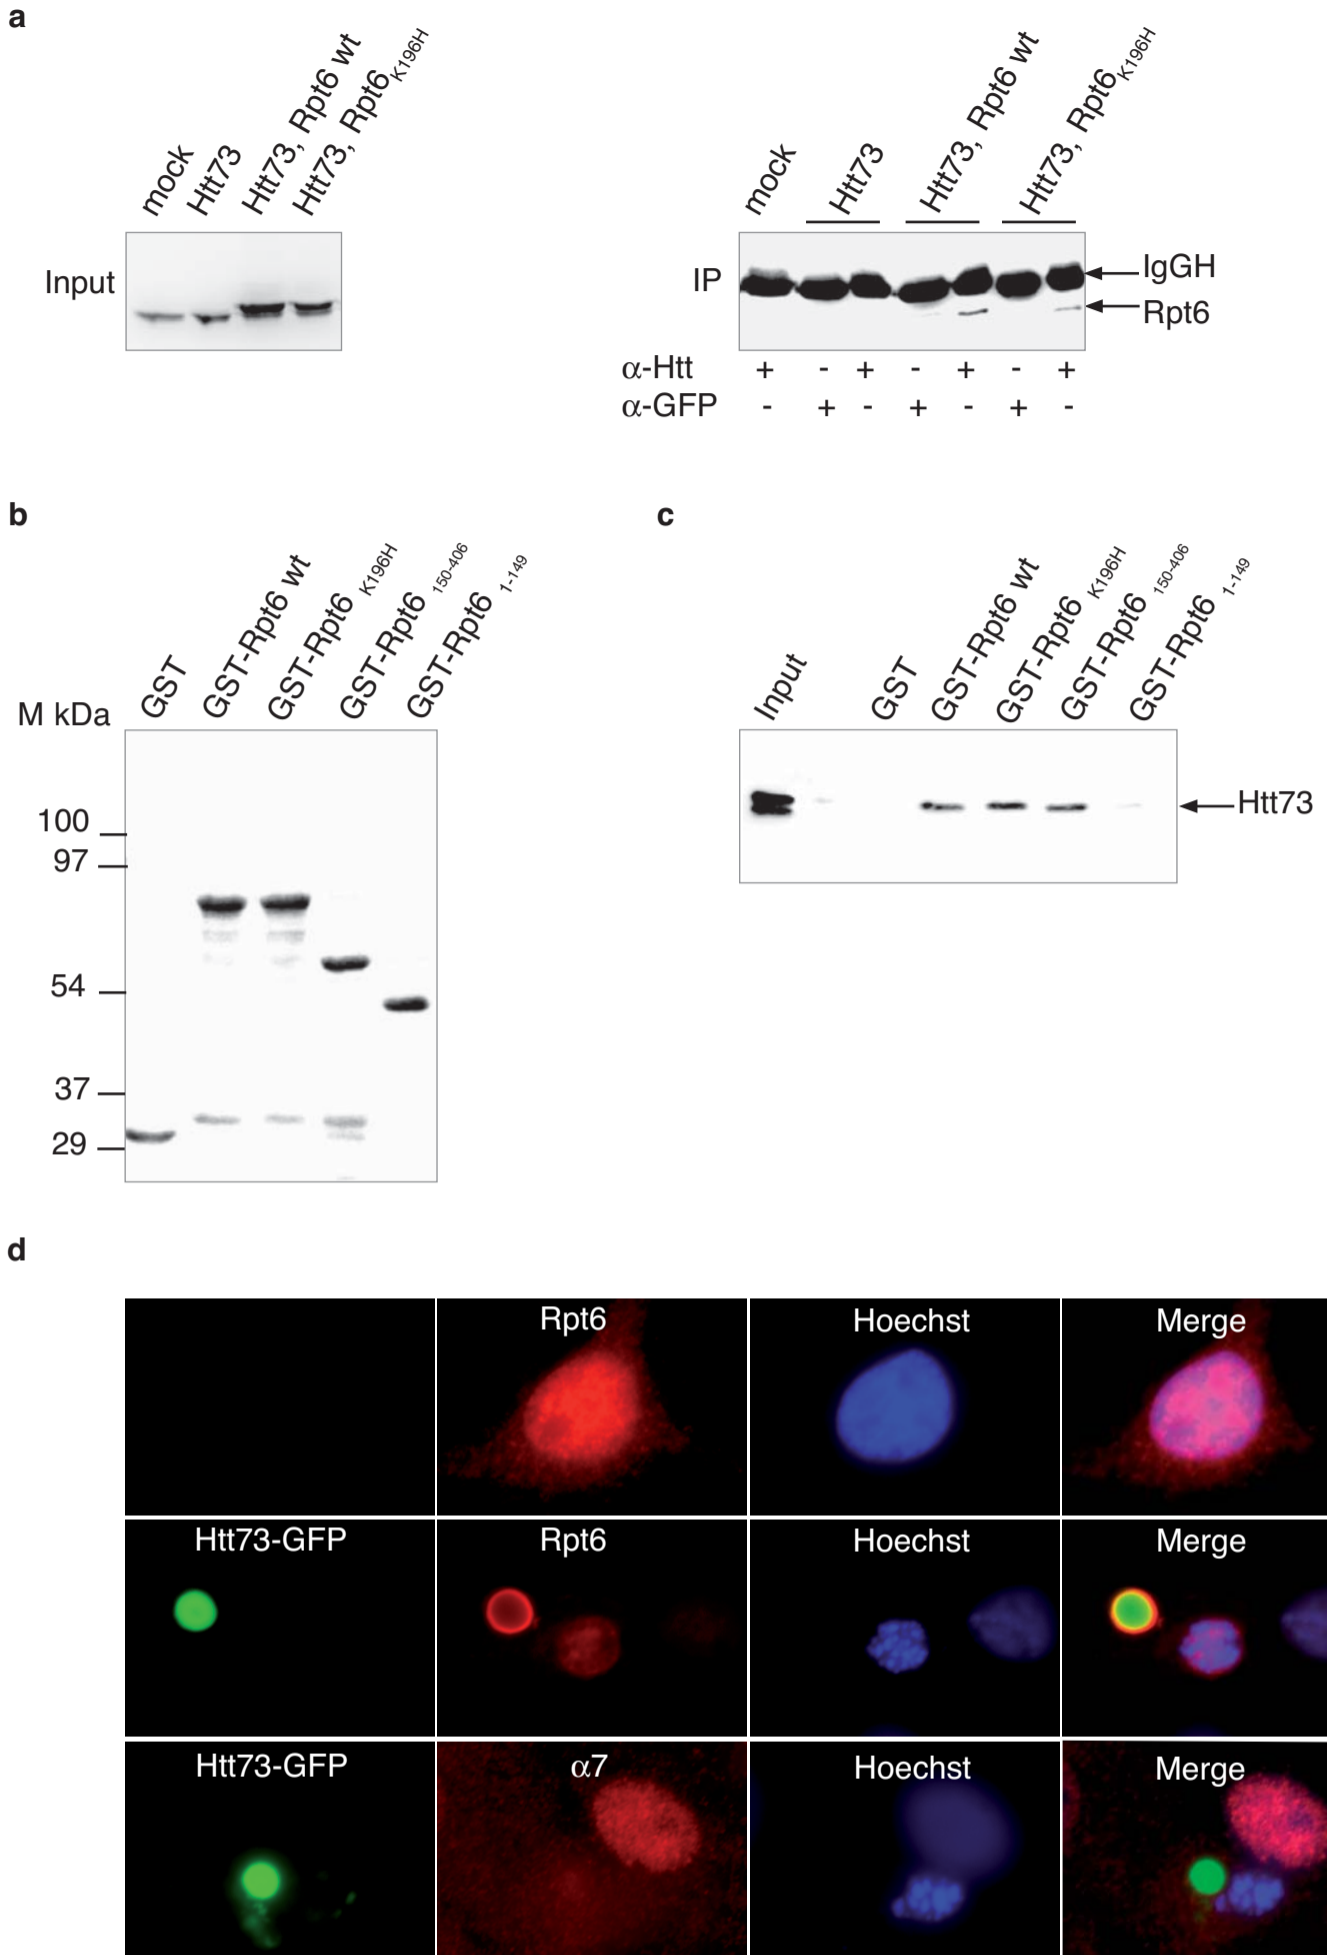 a
mock
Htt73
Htt73, Rpt6 wt
Htt73, Rpt6K196H
Input
mock
Htt73
Htt73, Rpt6 wt
Htt73, Rpt6K196H
IP
IgGH
Rpt6
α-Htt + - + - + - +
α-GFP - + - + - + -
b
M kDa
GST
GST-Rpt6 wt
GST-Rpt6 K196H
GST-Rpt6 150-406
GST-Rpt6 1-149
100
97
54
37
29
c
Input
GST
GST-Rpt6 wt
GST-Rpt6 K196H
GST-Rpt6 150-406
GST-Rpt6 1-149
Htt73
d
Rpt6 Hoechst Merge
Htt73-GFP Rpt6 Hoechst Merge
Htt73-GFP α7 Hoechst Merge